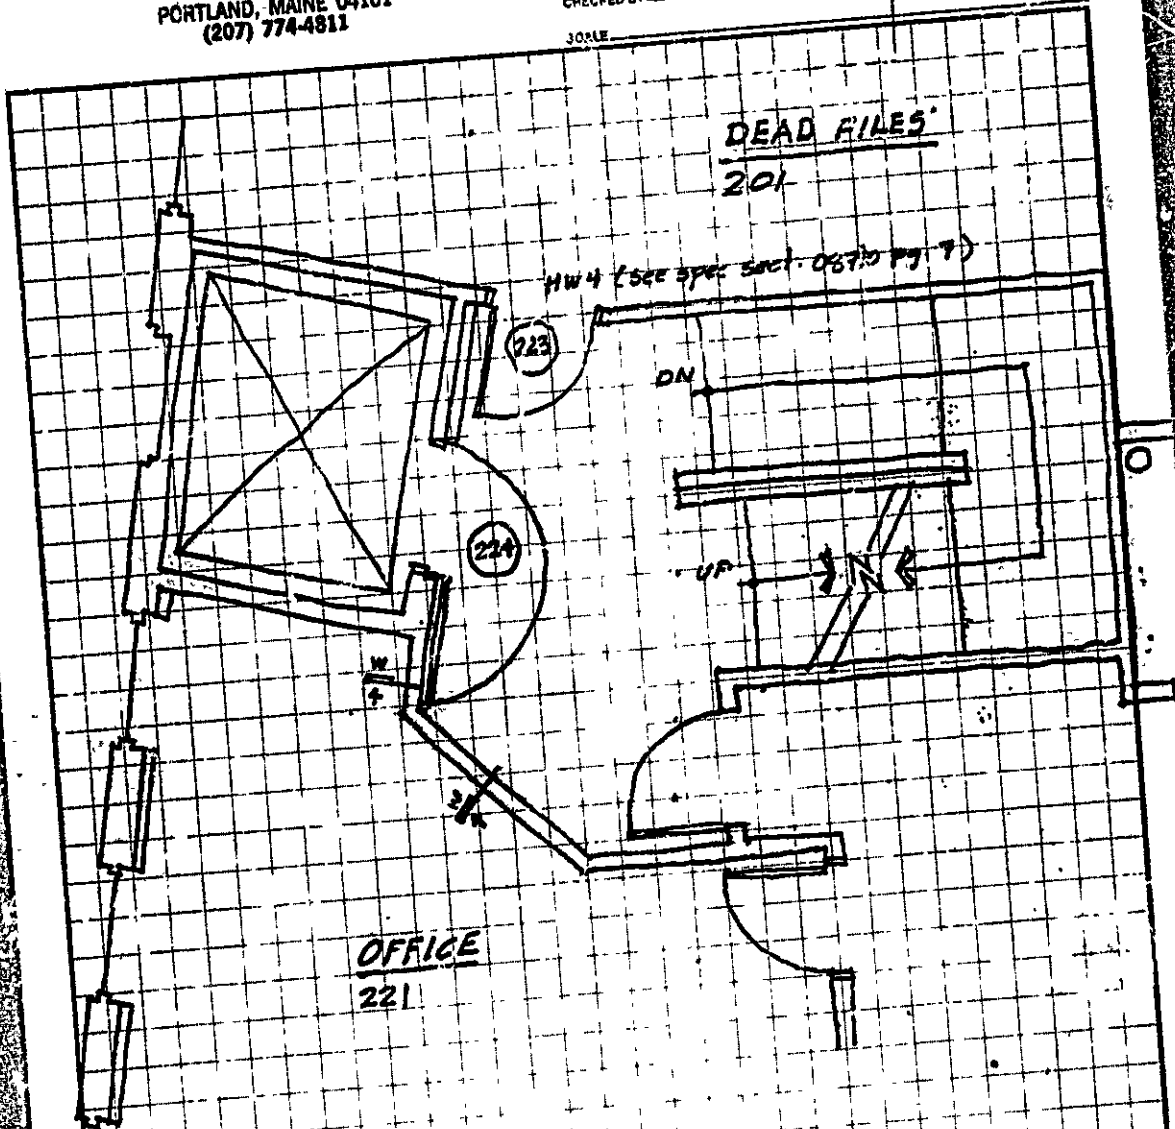 PORTLAND, MAINE 04101
(207) 774-4811
SCALE
DEAD FILES
201
HW4 (SEE spec sect. pg. 7)
223
DN
224
UP
W
4
OFFICE
221